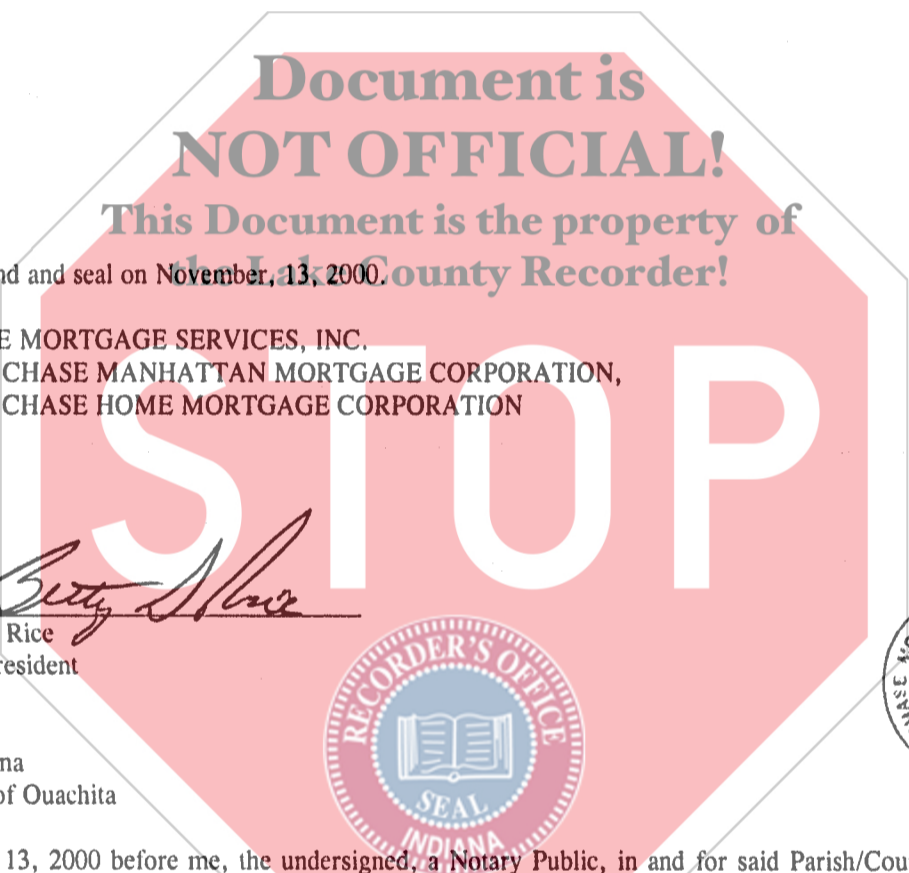 Document is
NOT OFFICIAL!
This Document is the property of
the Lake County Recorder!
nd and seal on November, 13, 2000.
E MORTGAGE SERVICES, INC.
CHASE MANHATTAN MORTGAGE CORPORATION,
CHASE HOME MORTGAGE CORPORATION
STOP
Betty D Rice
Rice
resident
RECORDER'S OFFICE
SEAL
INDIANA
na
of Ouachita
13, 2000 before me, the undersigned, a Notary Public, in and for said Parish/Cou